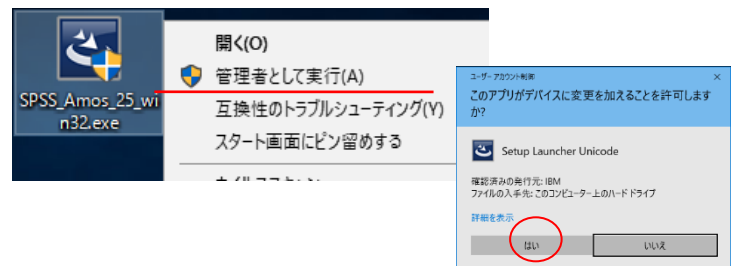 SPSS_Amos_25_wi
n32.exe
開く(O)
管理者として実行(A)
互換性のトラブルシューティング(Y)
スタート画面にピン留めする
ユーザー アカウント制御
このアプリがデバイスに変更を加えることを許可します
か?
Setup Launcher Unicode
確認済みの発行元: IBM
ファイルの入手先: このコンピューター上のハード ドライブ
詳細を表示
はい
いいえ